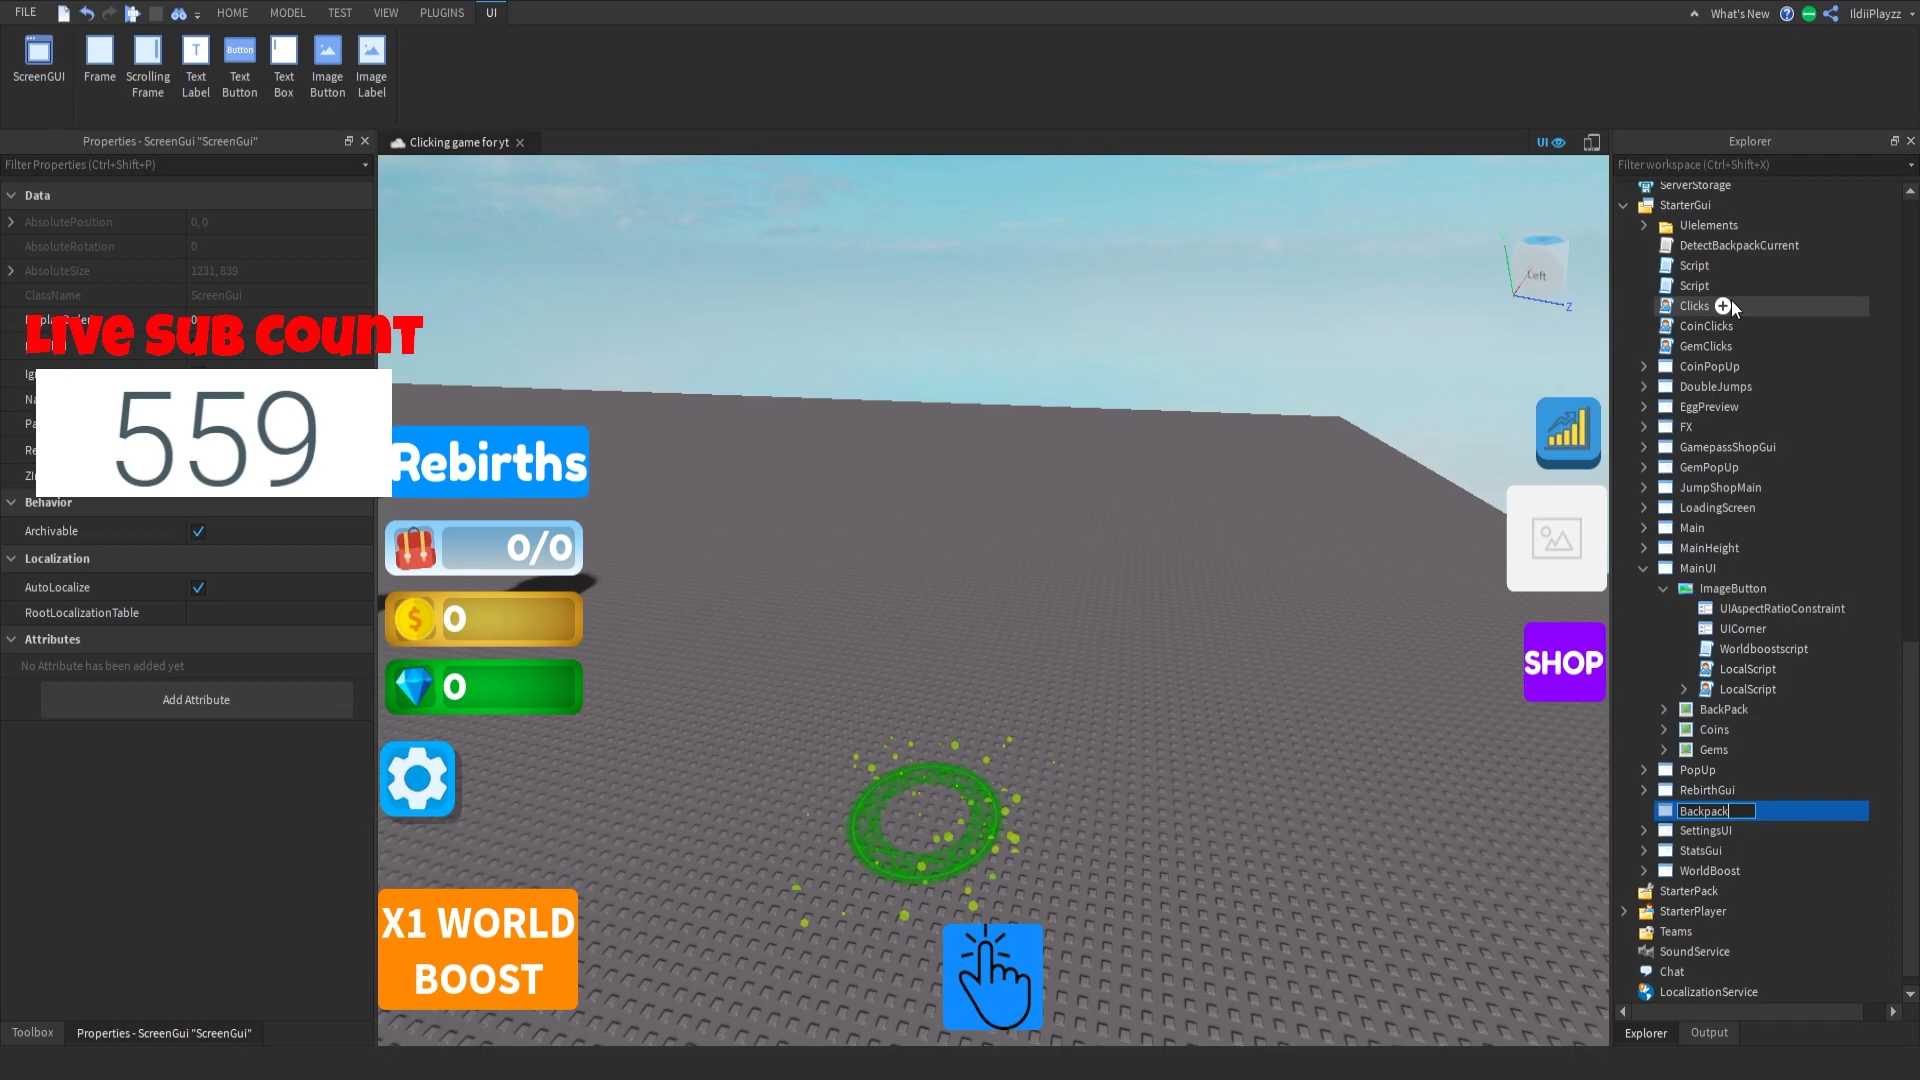 FILE
HOME
MODEL
TEST
VIEW
PLUGINS
UI
What's New
IldiiPlayzz
ScreenGUI
Frame
Scrolling
Frame
Text
Label
Text
Button
Text
Box
Image
Button
Image
Label
Properties - ScreenGui "ScreenGui"
Filter Properties (Ctrl+Shift+P)
Data
AbsolutePosition 0, 0
AbsoluteRotation 0
AbsoluteSize 1231, 839
ClassName ScreenGui
LIVE SUB COUNT
559
Behavior
Archivable
Localization
AutoLocalize
RootLocalizationTable
Attributes
No Attribute has been added yet
Add Attribute
Toolbox
Properties - ScreenGui "ScreenGui"
Clicking game for yt
UI
Left
Z
Rebirths
0/0
0
0
X1 WORLD
BOOST
SHOP
Explorer
Filter workspace (Ctrl+Shift+X)
ServerStorage
StarterGui
UIelements
DetectBackpackCurrent
Script
Script
Clicks
CoinClicks
GemClicks
CoinPopUp
DoubleJumps
EggPreview
FX
GamepassShopGui
GemPopUp
JumpShopMain
LoadingScreen
Main
MainHeight
MainUI
ImageButton
UIAspectRatioConstraint
UICorner
Worldboostscript
LocalScript
LocalScript
BackPack
Coins
Gems
PopUp
RebirthGui
Backpack
SettingsUI
StatsGui
WorldBoost
StarterPack
StarterPlayer
Teams
SoundService
Chat
LocalizationService
Explorer
Output